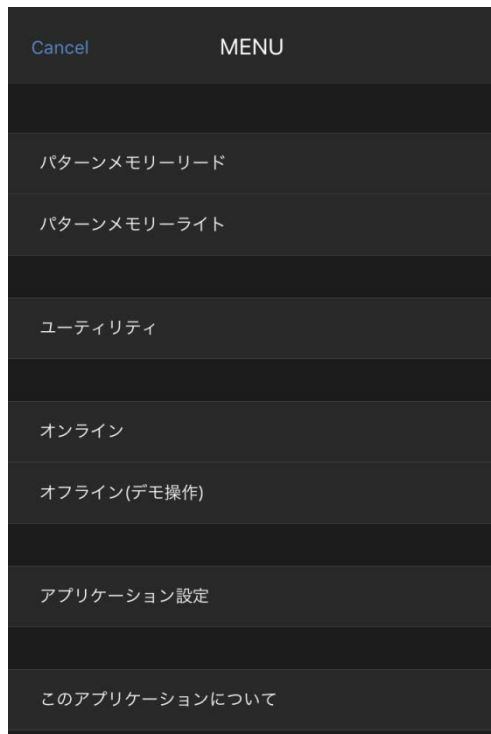 Cancel
MENU
パターンメモリーリード
パターンメモリーライト
ユーティリティ
オンライン
オフライン(デモ操作)
アプリケーション設定
このアプリケーションについて